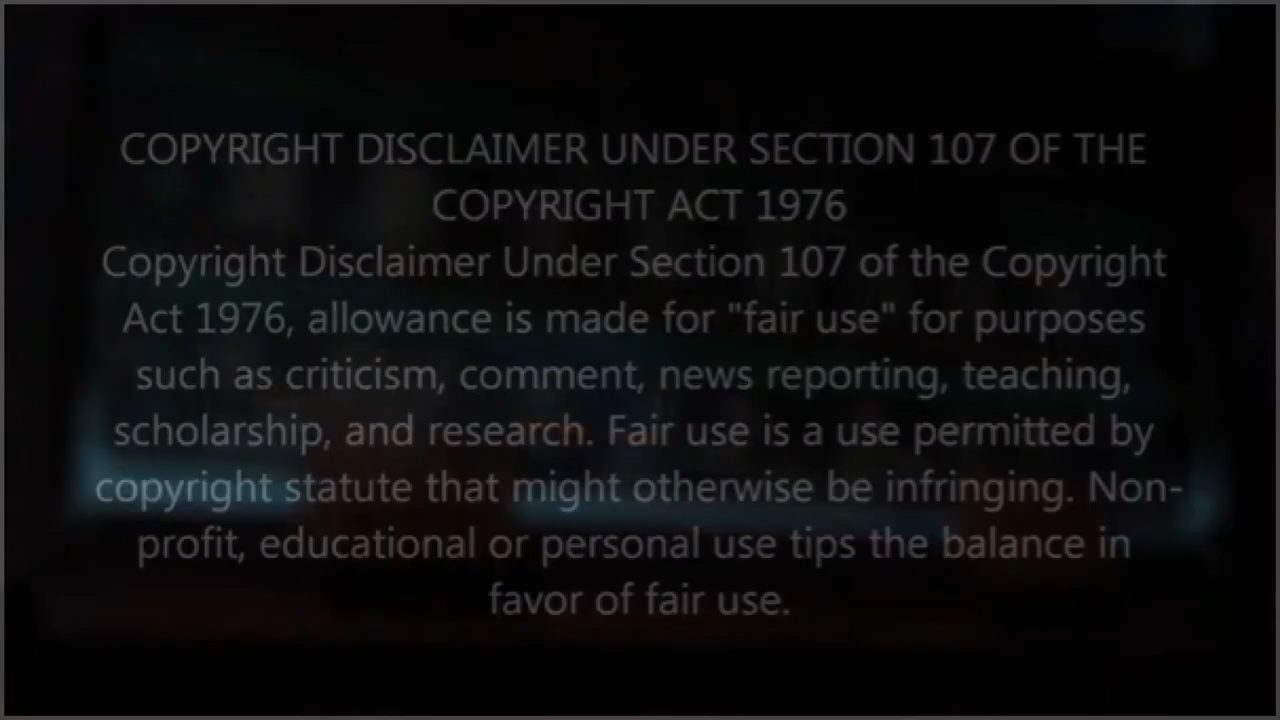 COPYRIGHT DISCLAIMER UNDER SECTION 107 OF THE
COPYRIGHT ACT 1976
Copyright Disclaimer Under Section 107 of the Copyright
Act 1976, allowance is made for "fair use" for purposes
such as criticism, comment, news reporting, teaching,
scholarship, and research. Fair use is a use permitted by
copyright statute that might otherwise be infringing. Non-
profit, educational or personal use tips the balance in
favor of fair use.